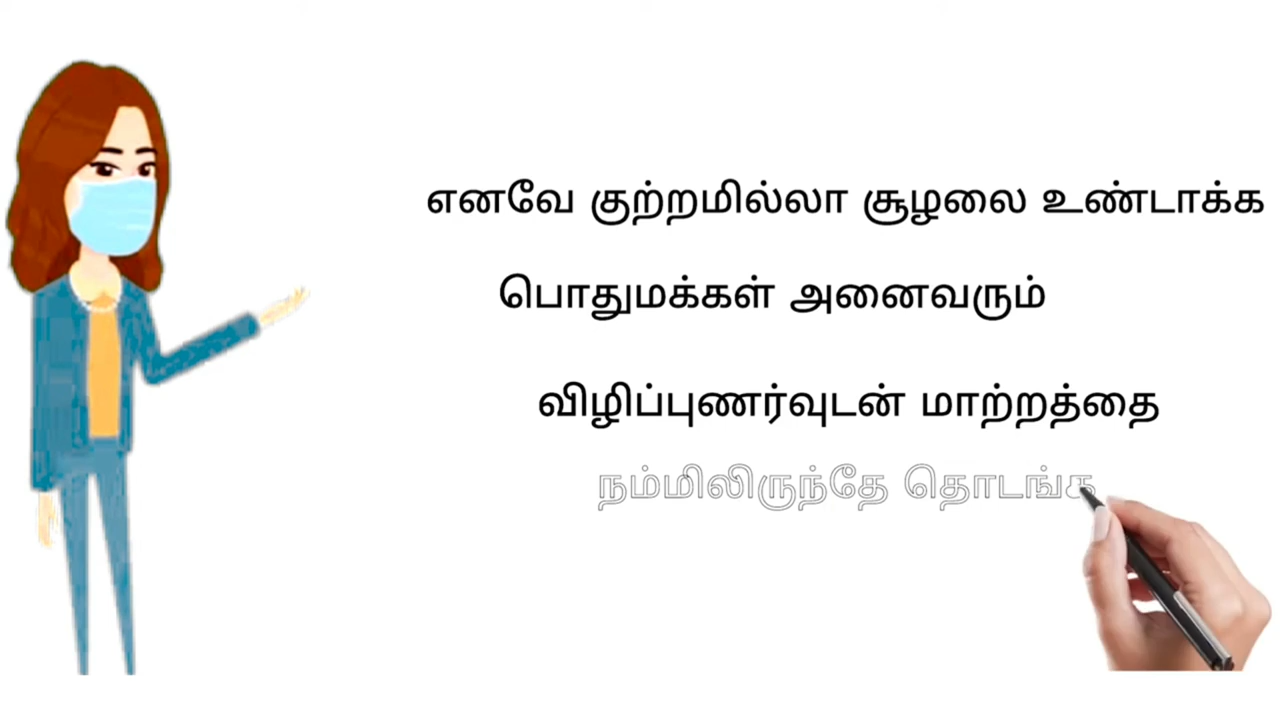 எனவே குற்றமில்லா சூழலை உண்டாக்க
பொதுமக்கள் அனைவரும்
விழிப்புணர்வுடன் மாற்றத்தை
நம்மிலிருந்தே தொடங்க